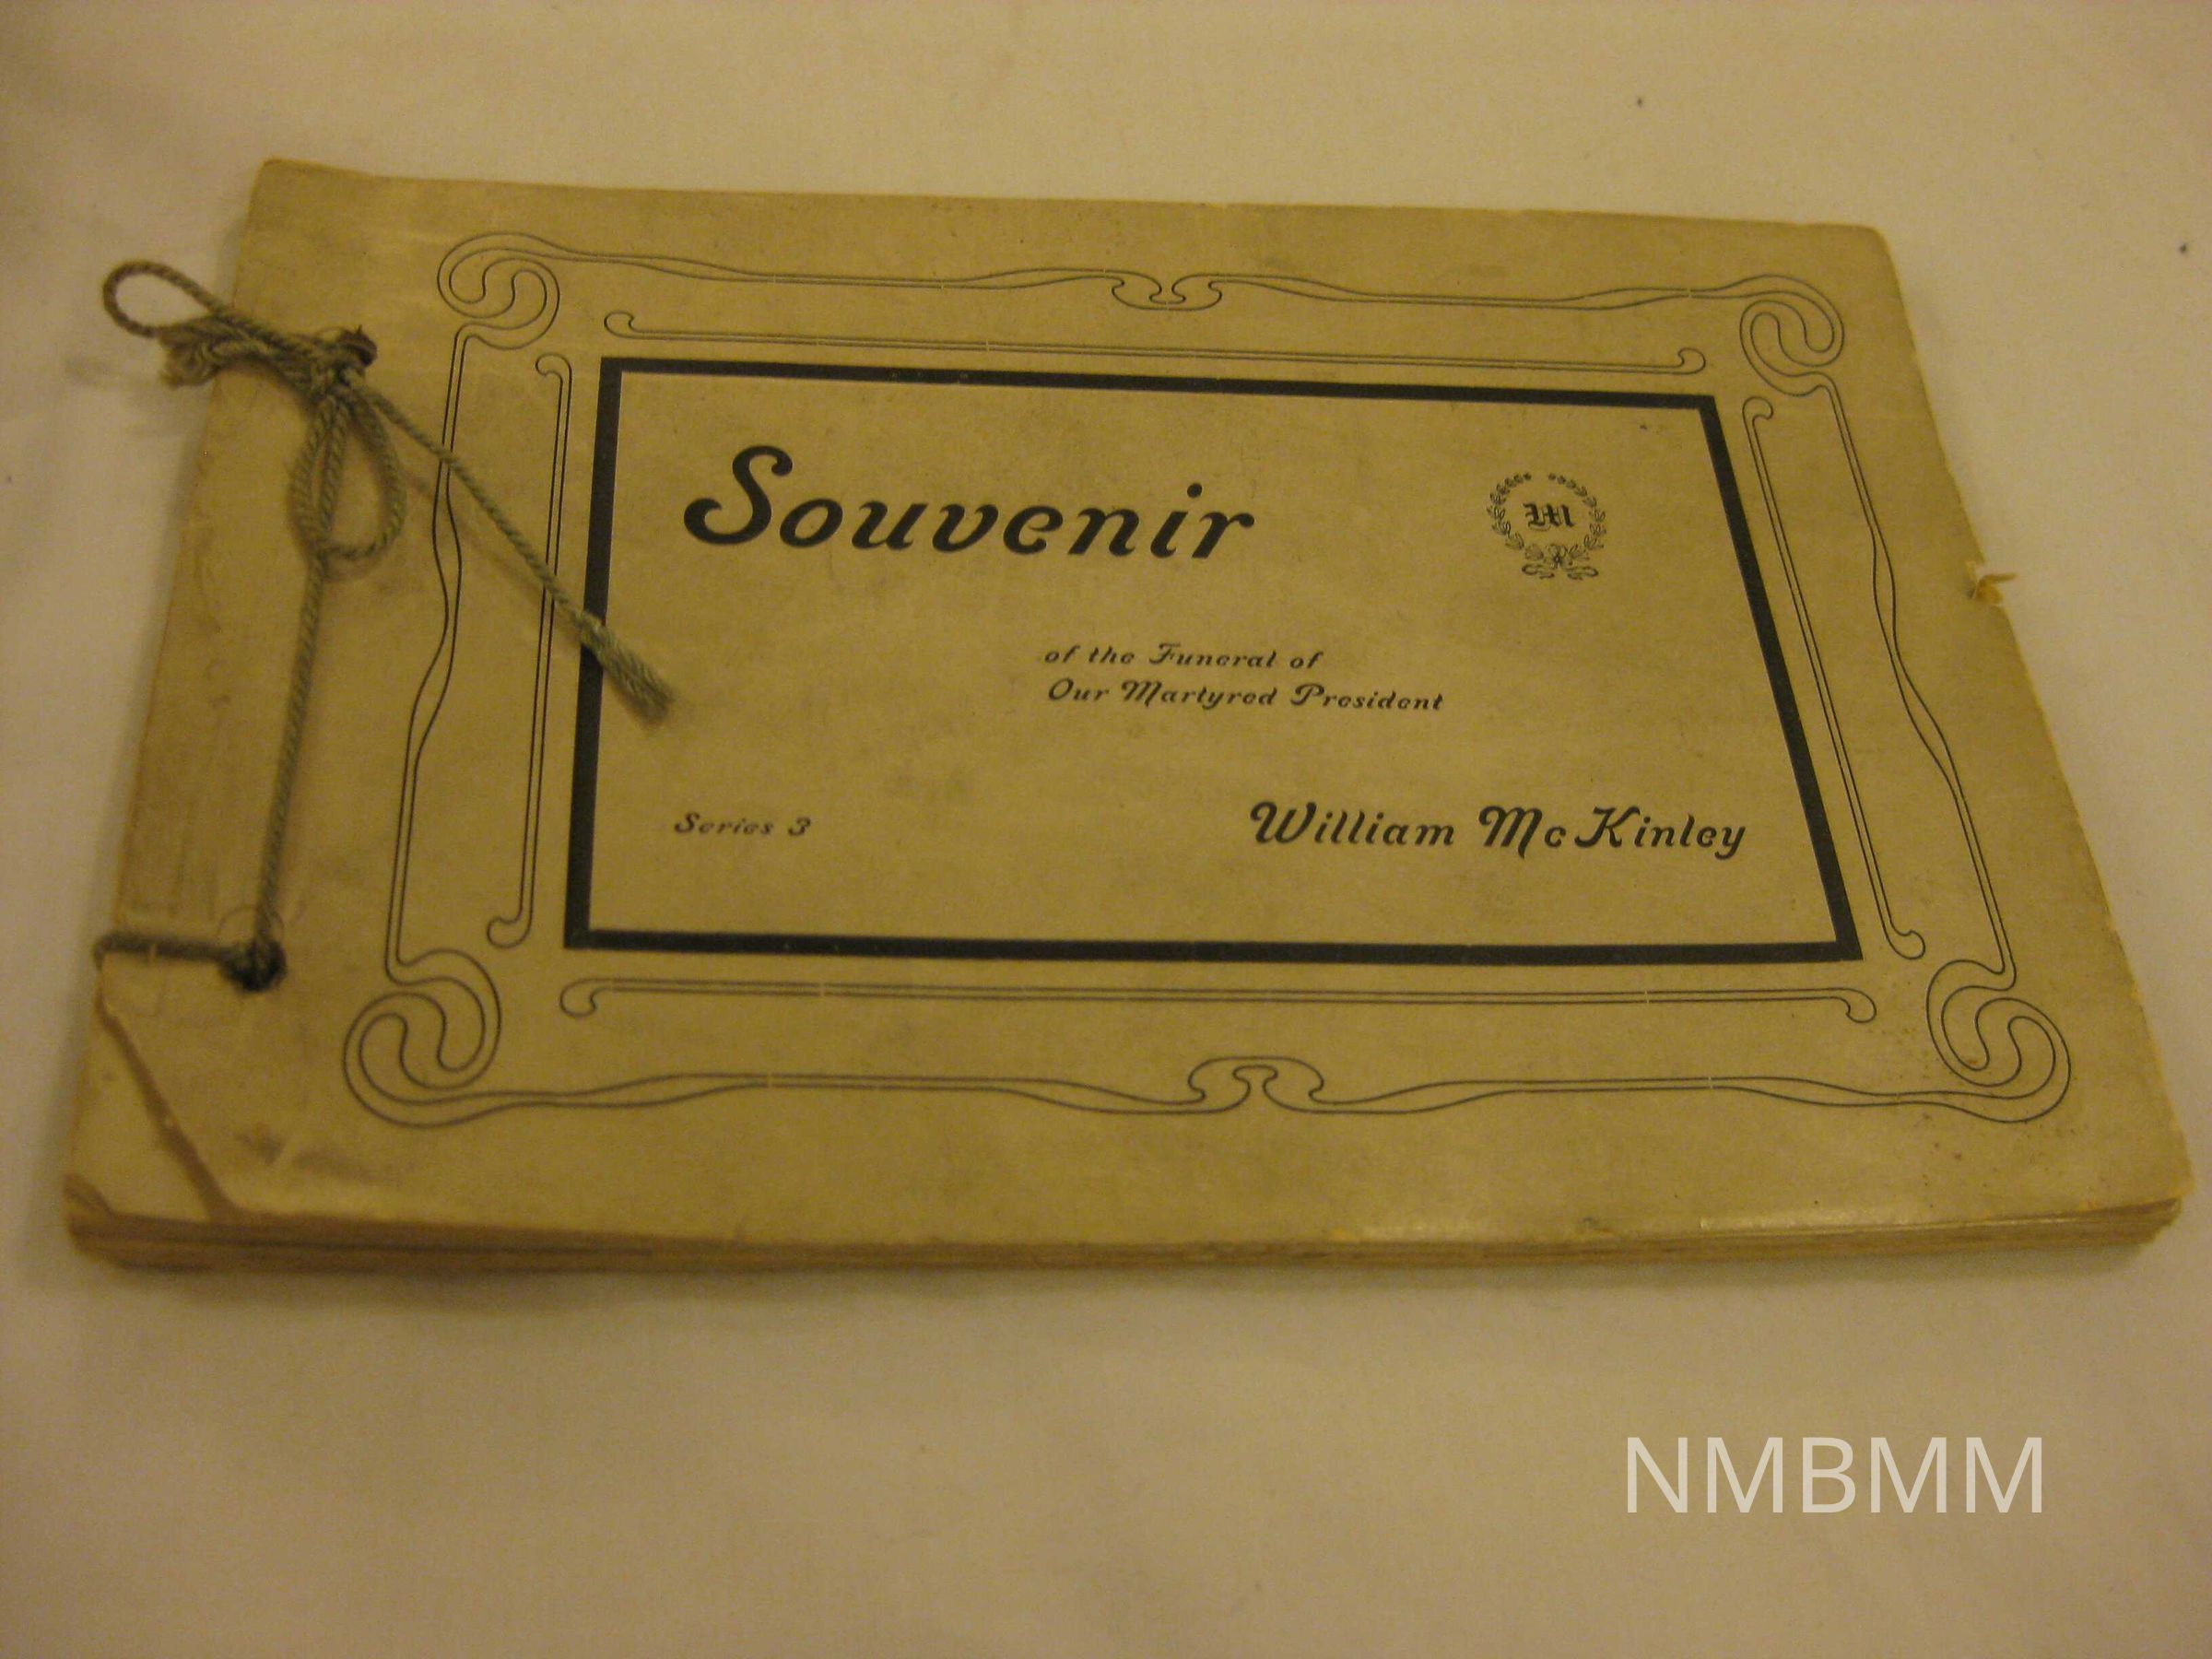 Souvenir
M
of the Funeral of
Our Martyred President
Series 3
William McKinley
NMBMM